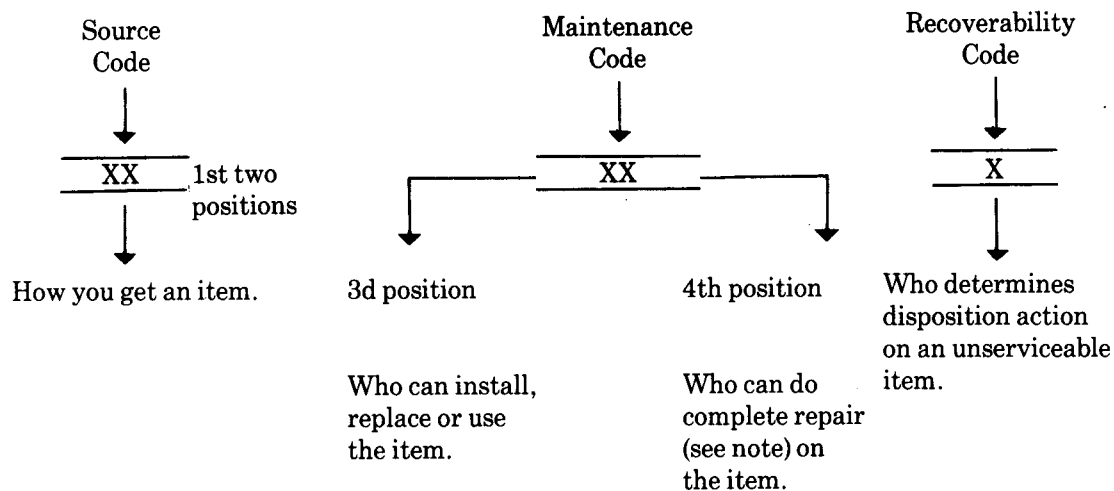 Source
Code
XX
1st two
positions
How you get an item.
Maintenance
Code
XX
3d position
Who can install,
replace or use
the item.
4th position
Who can do
complete repair
(see note) on
the item.
Recoverability
Code
X
Who determines
disposition action
on an unserviceable
item.